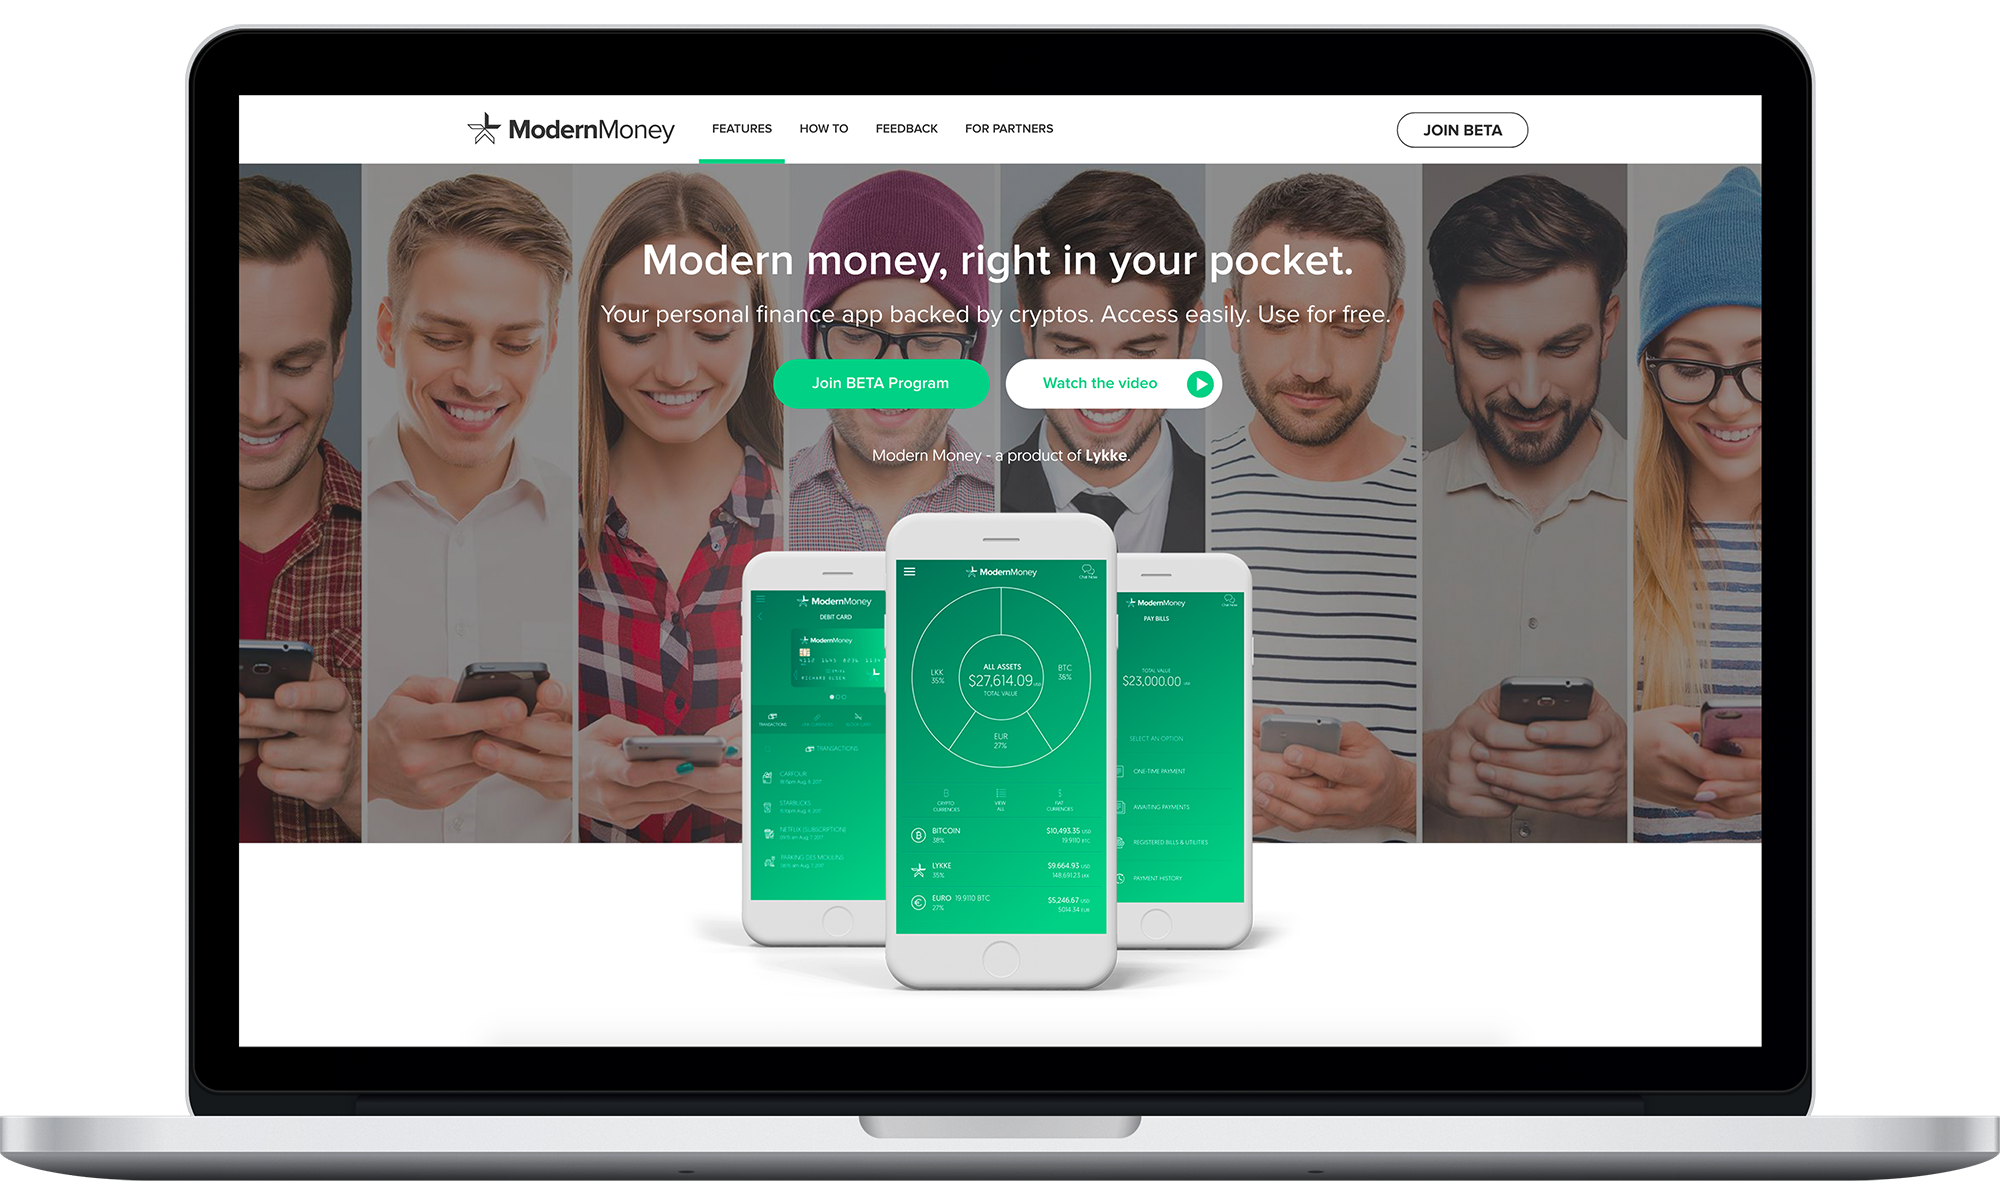 ModernMoney
FEATURES
HOW TO
FEEDBACK
FOR PARTNERS
JOIN BETA
Modern money, right in your pocket.
Your personal finance app backed by cryptos. Access easily. Use for free.
Join BETA Program
Watch the video
Modern Money - a product of Lykke.
ModernMoney
DEBIT CARD
ModernMoney
RICHARD OLSEN
TRANSACTIONS
TRANSACTIONS
CARFOUR
STARBUCKS
NETFLIX (SUBSCRIPTION)
PARKING DES MOULINS
ModernMoney
Chat Now
LKK
35%
BTC
38%
ALL ASSETS
$27,614.09 USD
TOTAL VALUE
EUR
27%
CRYPTO
CURRENCIES
VIEW
ALL
FIAT
CURRENCIES
BITCOIN
38%
$10,493.35 USD
19.9110 BTC
LYKKE
35%
$9,664.93 USD
148,691.23 LKK
EURO 19.9110 BTC
27%
$5,246.67 USD
5014.34 EUR
ModernMoney
Chat Now
PAY BILLS
TOTAL VALUE
$23,000.00
SELECT AN OPTION
ONE-TIME PAYMENT
AWAITING PAYMENTS
REGISTERED BILLS & UTILITIES
PAYMENT HISTORY